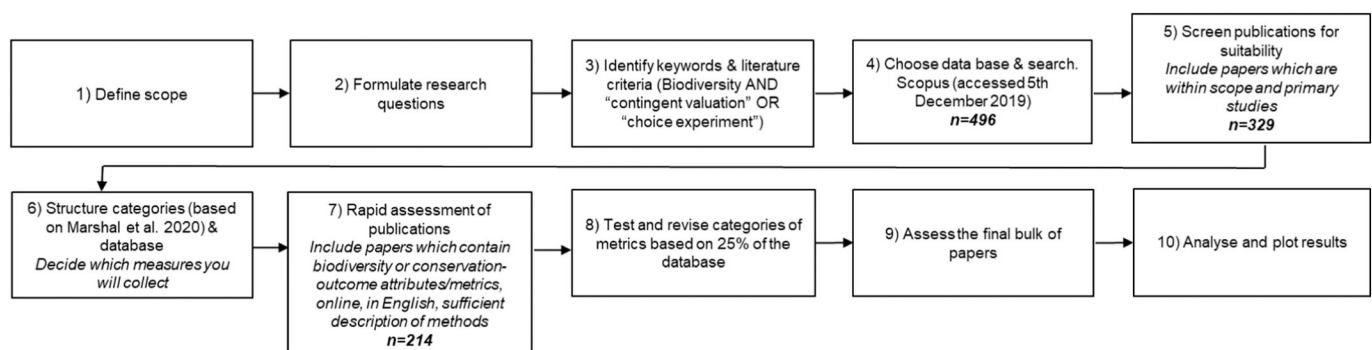 1) Define scope
2) Formulate research
questions
3) Identify keywords & literature
criteria (Biodiversity AND
“contingent valuation” OR
“choice experiment”)
4) Choose data base & search.
Scopus (accessed 5th
December 2019)
n=496
5) Screen publications for
suitability
Include papers which are
within scope and primary
studies
n=329
6) Structure categories (based
on Marshal et al. 2020) &
database
Decide which measures you
will collect
7) Rapid assessment of
publications
Include papers which contain
biodiversity or conservation-
outcome attributes/metrics,
online, in English, sufficient
description of methods
n=214
8) Test and revise categories of
metrics based on 25% of the
database
9) Assess the final bulk of
papers
10) Analyse and plot results